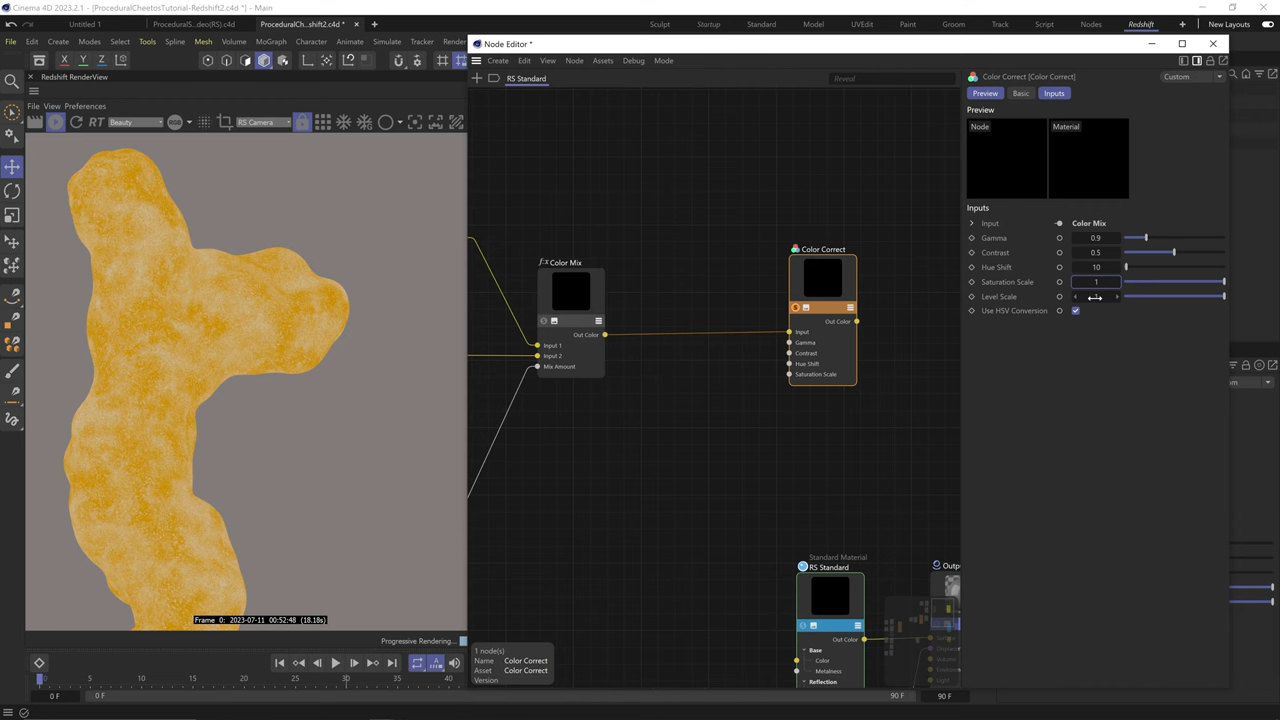 Cinema 4D 2023.2.1 - [ProceduralCheetosTutorial-Redshift2.c4d *] - Main
Untitled 1
ProceduralS...deo(RS).c4d
ProceduralCh...shift2.c4d *
Sculpt
Startup
Standard
Model
UVEdit
Paint
Groom
Track
Script
Nodes
Redshift
New Layouts
File Edit Create Modes Select Tools Spline Mesh Volume MoGraph Character Animate Simulate Tracker
X Y Z
Redshift RenderView
File View Preferences
RT Beauty RGB RS Camera
Frame 0: 2023-07-11 00:52:48 (18.18s)
Progressive Rendering...
Node Editor *
Create Edit View Node Assets Debug Mode
RS Standard
Reveal
Color Mix
Out Color
Input 1
Input 2
Mix Amount
Color Correct
Out Color
Input
Gamma
Contrast
Hue Shift
Saturation Scale
Standard Material
RS Standard
Out Color
Base
Color
Metalness
Reflection
Outp
1 node(s)
Name Color Correct
Asset Color Correct
Version
Color Correct [Color Correct]
Custom
Preview Basic Inputs
Preview
Node Material
Inputs
Input Color Mix
Gamma 0.9
Contrast 0.5
Hue Shift 10
Saturation Scale 1
Level Scale
Use HSV Conversion
0 10 20 30 40
0 F 0 F 90 F 90 F